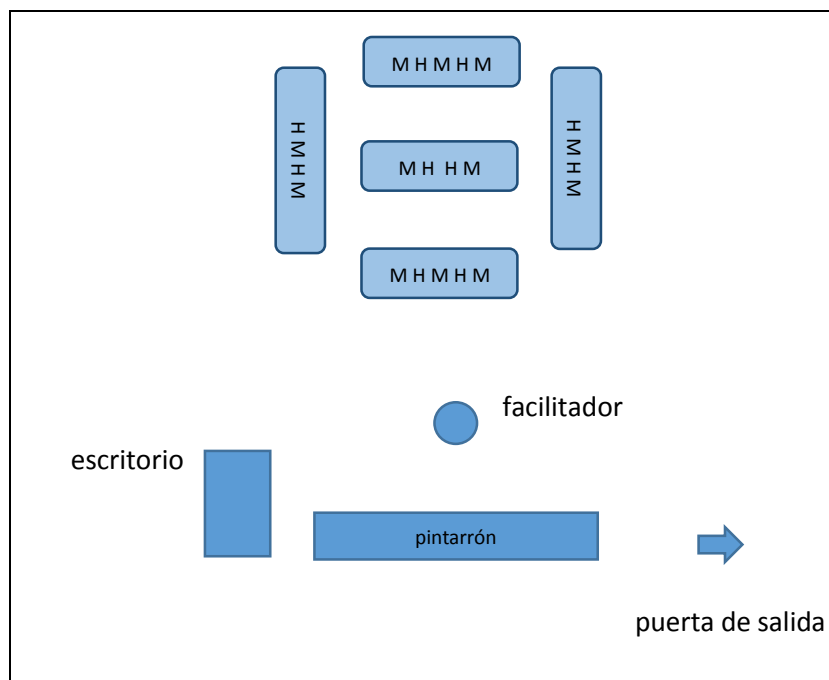 M H M H M
H M H M
M H  H M
H M H M
M H M H M
facilitador
escritorio
pintarrón
puerta de salida